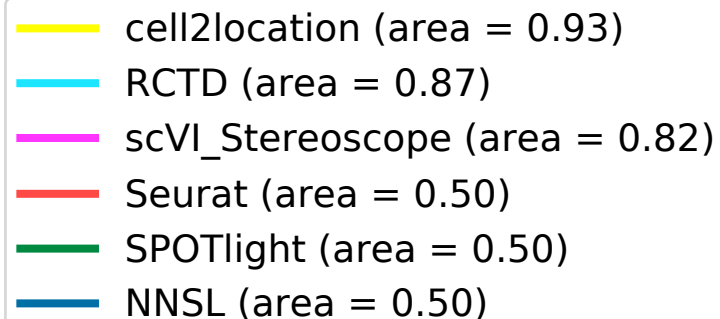 cell2location (area = 0.93)
RCTD (area = 0.87)
scVI_Stereoscope (area = 0.82)
Seurat (area = 0.50)
SPOTlight (area = 0.50)
NNSL (area = 0.50)